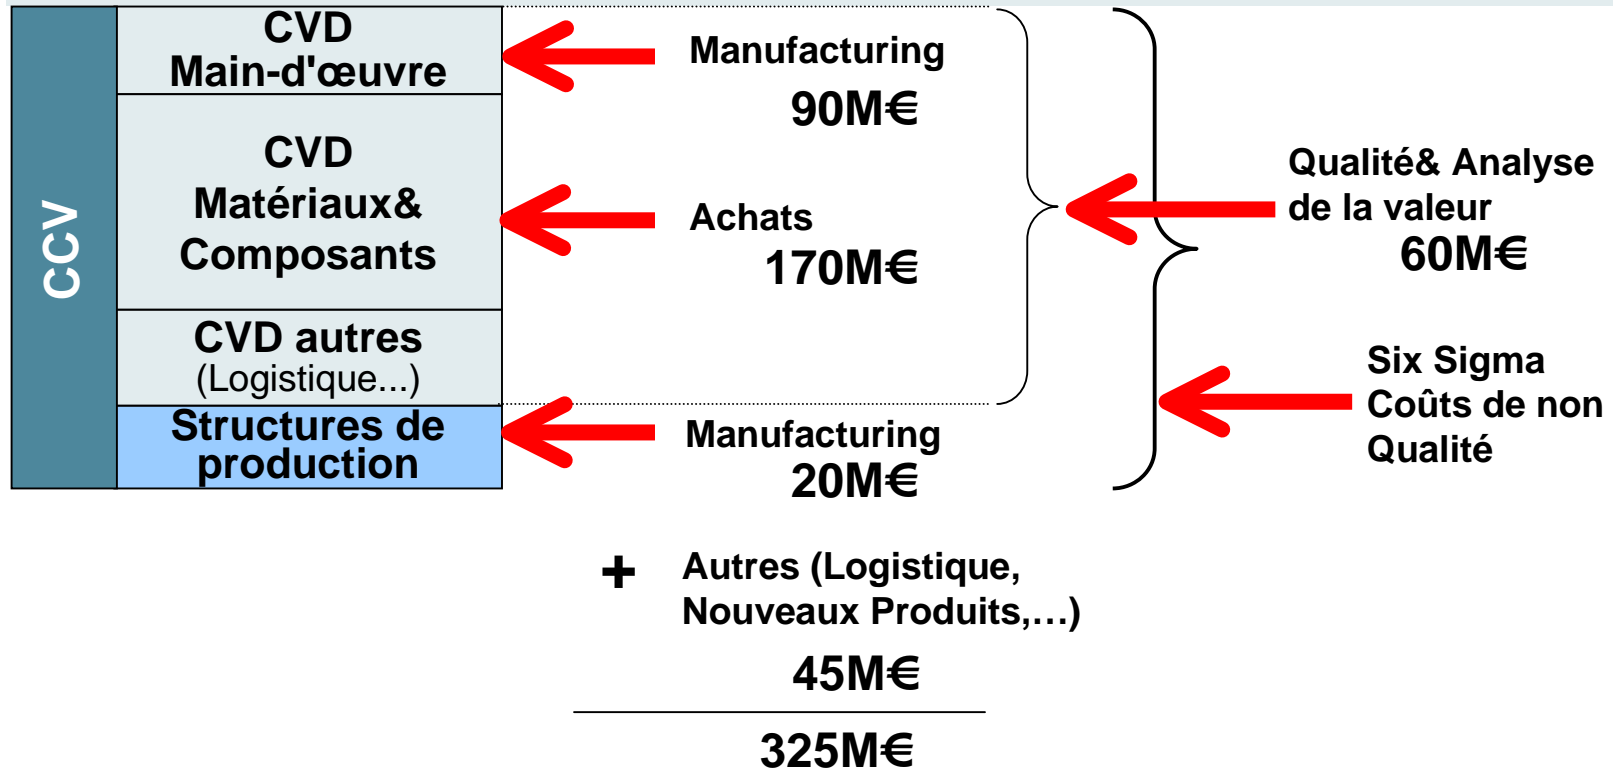 CCV
CVD
Main-d'œuvre
CVD
Matériaux&
Composants
CVD autres
(Logistique...)
Structures de
production
Manufacturing
90M€
Achats
170M€
Manufacturing
20M€
+ Autres (Logistique,
Nouveaux Produits,…)
45M€
325M€
Qualité& Analyse
de la valeur
60M€
Six Sigma
Coûts de non
Qualité